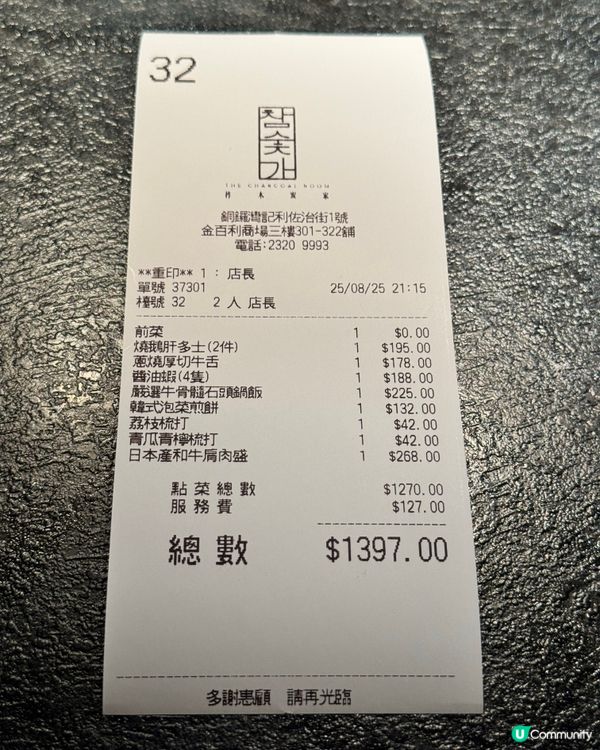 32
참숯가
THE CHARCOAL ROOM
柞木炭家
銅鑼灣記利佐治街1號
金百利商場三樓301-322舖
電話:2320 9993
**重印** 1 : 店長
單號 37301 25/08/25 21:15
檯號 32 2 人 店長
前菜 1 $0.00
燒鵝肝多士(2件) 1 $195.00
蔥燒厚切牛舌 1 $178.00
醬油蝦(4隻) 1 $188.00
嚴選牛骨髓石頭鍋飯 1 $225.00
韓式泡菜煎餅 1 $132.00
荔枝梳打 1 $42.00
青瓜青檸梳打 1 $42.00
日本產和牛肩肉盛 1 $268.00
點菜總數 $1270.00
服務費 $127.00
總數 $1397.00
多謝惠顧 請再光臨
U Community